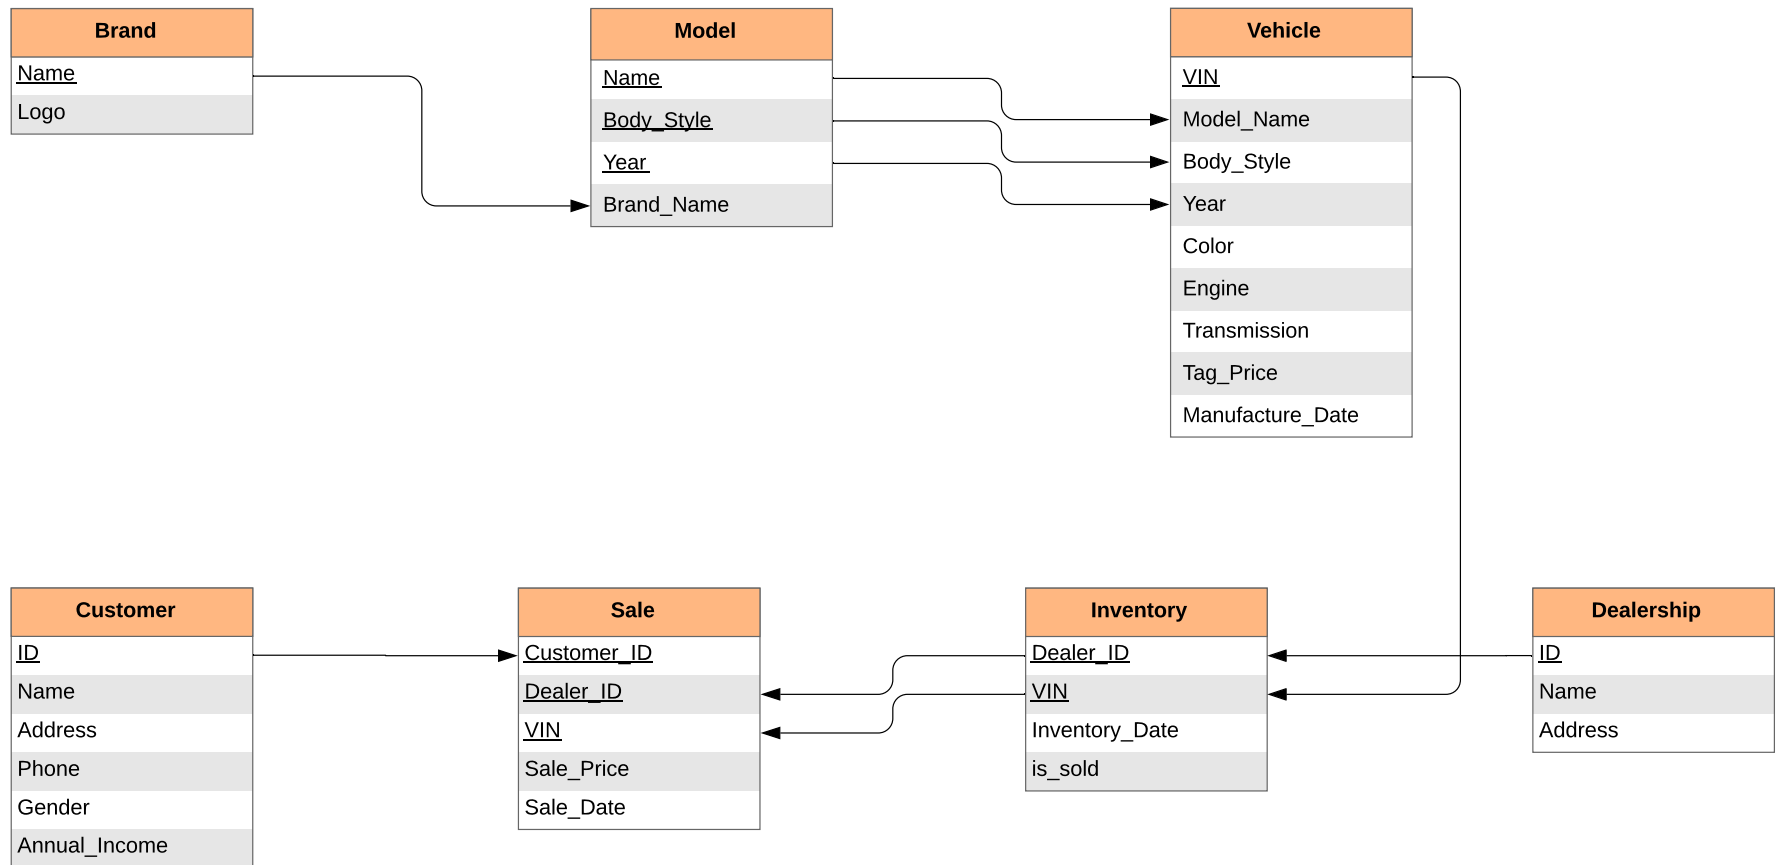 Brand
Name
Logo
Model
Name
Body_Style
Year
Brand_Name
Vehicle
VIN
Model_Name
Body_Style
Year
Color
Engine
Transmission
Tag_Price
Manufacture_Date
Customer
ID
Name
Address
Phone
Gender
Annual_Income
Sale
Customer_ID
Dealer_ID
VIN
Sale_Price
Sale_Date
Inventory
Dealer_ID
VIN
Inventory_Date
is_sold
Dealership
ID
Name
Address